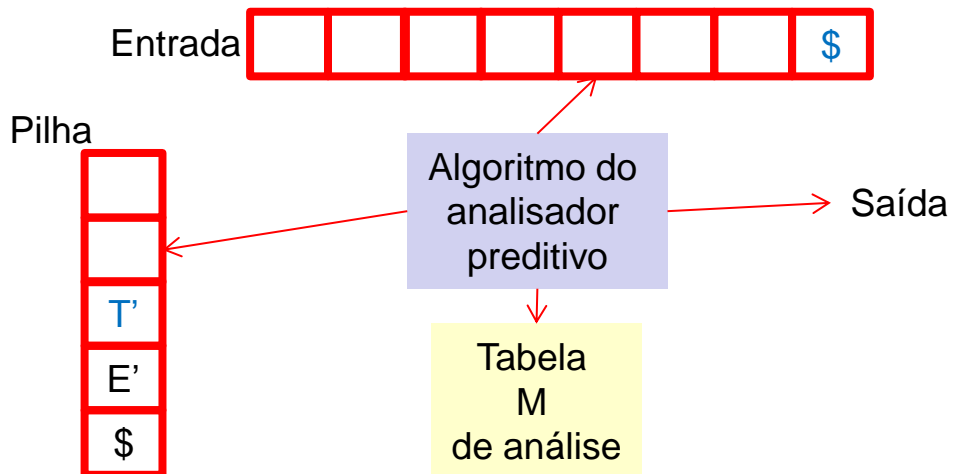 Entrada
$
Pilha
Algoritmo do
analisador
preditivo
Saída
T’
E’
$
Tabela
M
de análise